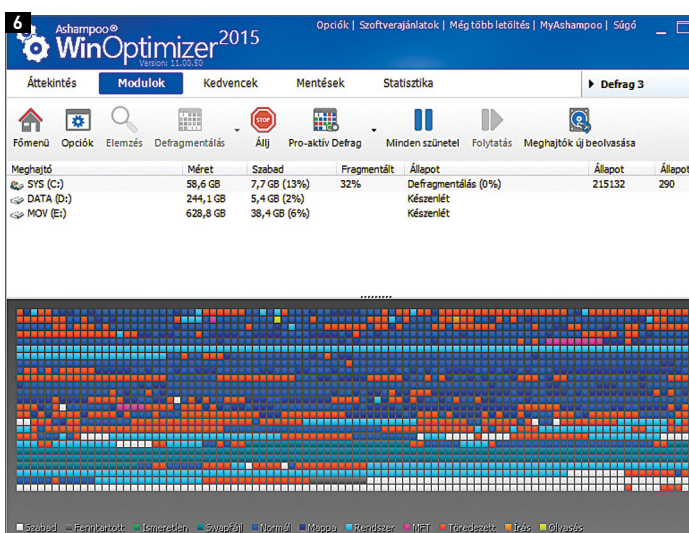 6
Ashampoo®
WinOptimizer 2015
Version: 11.00.50
Opciók | Szoftverajánlatok | Még több letöltés | MyAshampoo | Súgó
Áttekintés Modulok Kedvencek Mentések Statisztika Defrag 3
Főmenü Opciók Elemzés Defragmentálás Állj Pro-aktív Defrag Minden szünetel Folytatás Meghajtók új beolvasása
STOP
Meghajtó Méret Szabad Fragmentált Állapot Állapot Állapot
SYS (C:) 58,6 GB 7,7 GB (13%) 32% Defragmentálás (0%) 215132 290
DATA (D:) 244,1 GB 5,4 GB (2%) Készenlét
MOV (E:) 628,8 GB 38,4 GB (6%) Készenlét
Szabad Fenntartott Ismeretlen Swapfájl Normál Mappa Rendszer MFT Töredezett Írás Olvasás